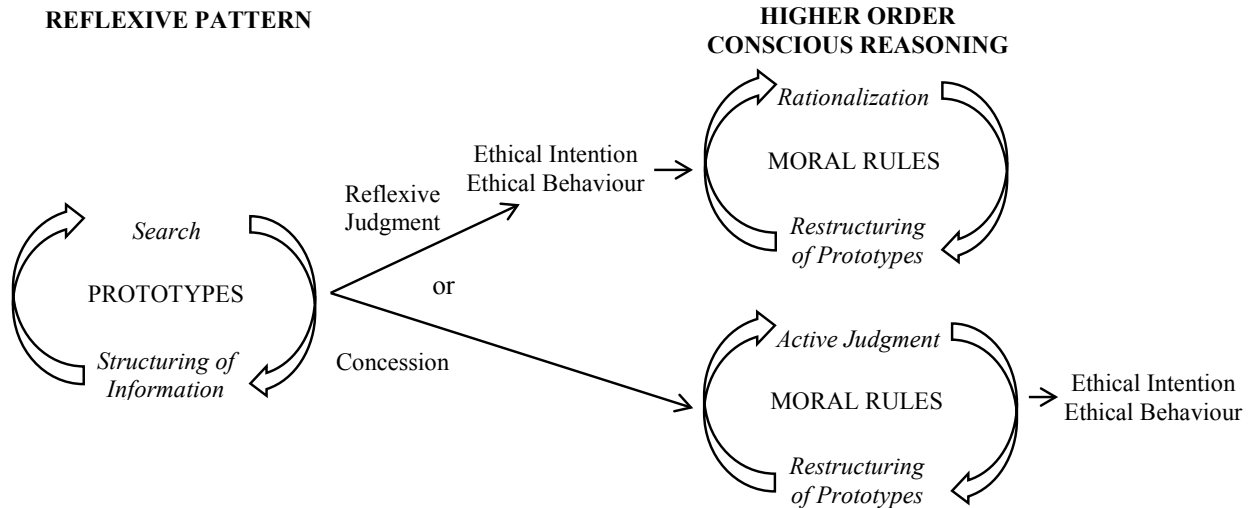 REFLEXIVE PATTERN
HIGHER ORDER
CONSCIOUS REASONING
Search
PROTOTYPES
Structuring of
Information
Reflexive
Judgment
or
Concession
Ethical Intention
Ethical Behaviour
Rationalization
MORAL RULES
Restructuring
of Prototypes
Active Judgment
MORAL RULES
Restructuring
of Prototypes
Ethical Intention
Ethical Behaviour